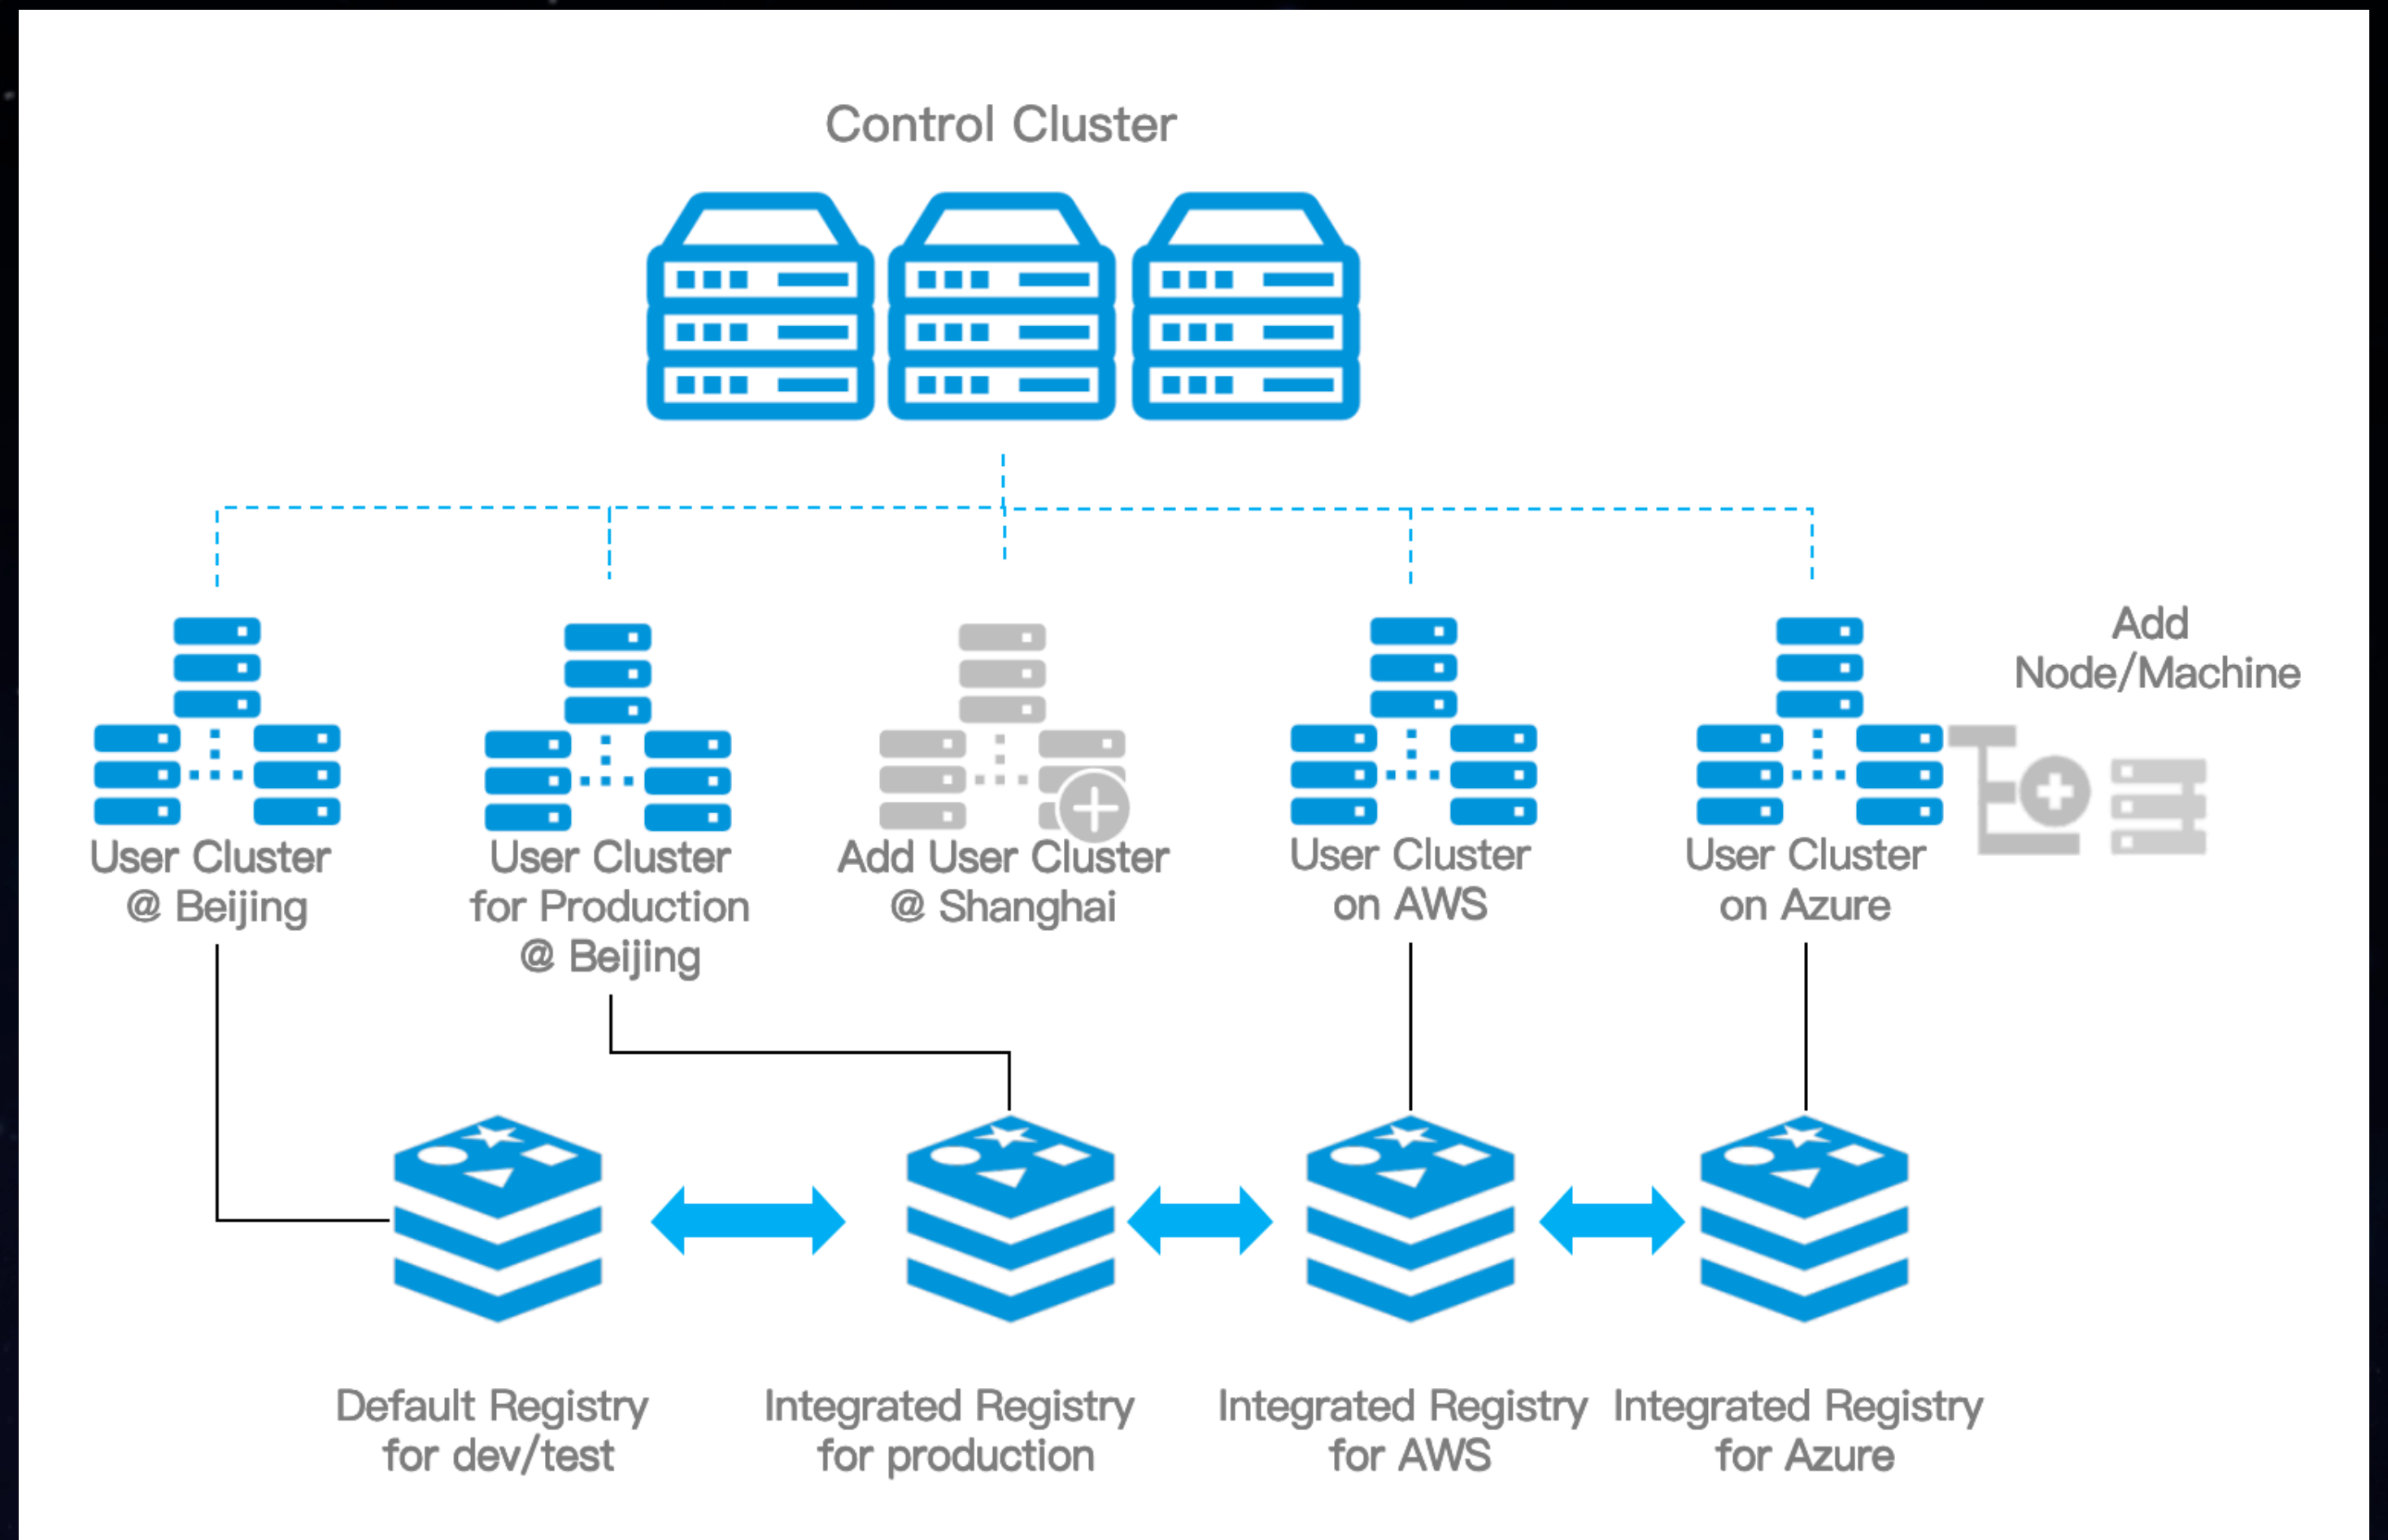 Control Cluster
Add
Node/Machine
User Cluster
@ Beijing
User Cluster
for Production
@ Beijing
Add User Cluster
@ Shanghai
User Cluster
on AWS
User Cluster
on Azure
Default Registry
for dev/test
Integrated Registry
for production
Integrated Registry
for AWS
Integrated Registry
for Azure